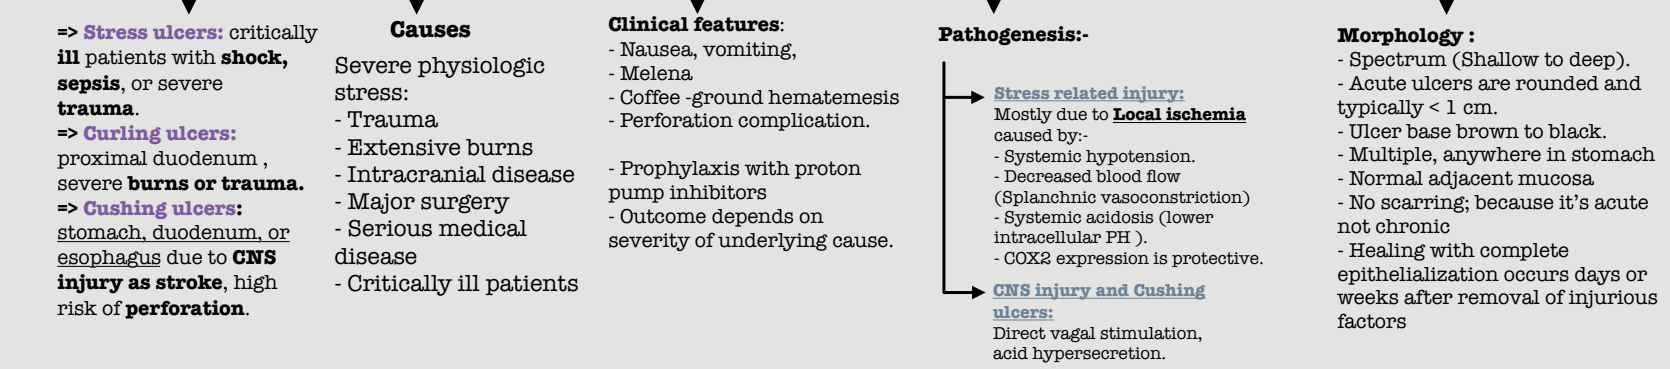 => Stress ulcers: critically
ill patients with shock,
sepsis, or severe
trauma.
=> Curling ulcers:
proximal duodenum ,
severe burns or trauma.
=> Cushing ulcers:
stomach, duodenum, or
esophagus due to CNS
injury as stroke, high
risk of perforation.
Causes
Severe physiologic
stress:
- Trauma
- Extensive burns
- Intracranial disease
- Major surgery
- Serious medical
disease
- Critically ill patients
Clinical features:
- Nausea, vomiting,
- Melena
- Coffee -ground hematemesis
- Perforation complication.
- Prophylaxis with proton
pump inhibitors
- Outcome depends on
severity of underlying cause.
Pathogenesis:-
Stress related injury:
Mostly due to Local ischemia
caused by:-
- Systemic hypotension.
- Decreased blood flow
(Splanchnic vasoconstriction)
- Systemic acidosis (lower
intracellular PH ).
- COX2 expression is protective.
CNS injury and Cushing
ulcers:
Direct vagal stimulation,
acid hypersecretion.
Morphology :
- Spectrum (Shallow to deep).
- Acute ulcers are rounded and
typically < 1 cm.
- Ulcer base brown to black.
- Multiple, anywhere in stomach
- Normal adjacent mucosa
- No scarring; because it's acute
not chronic
- Healing with complete
epithelialization occurs days or
weeks after removal of injurious
factors